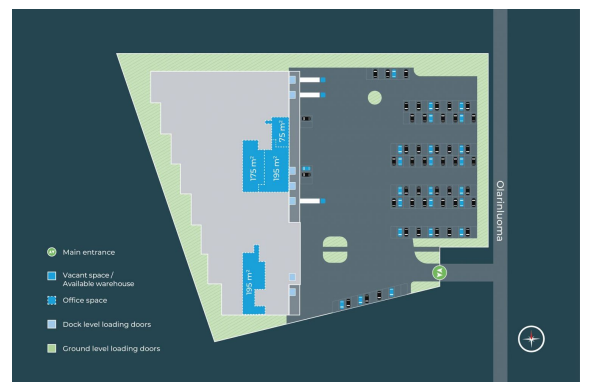 75 m²
175 m²
195 m²
195 m²
Olarinluoma
Main entrance
Vacant space /
Available warehouse
Office space
Dock level loading doors
Ground level loading doors